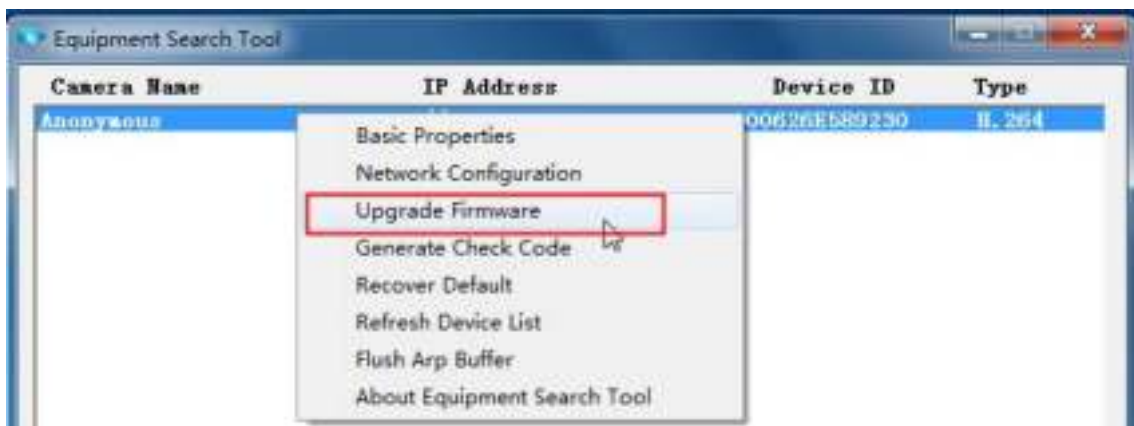 Equipment Search Tool
Camera Name IP Address Device ID Type
Anonymous 00626E589230 H.264
Basic Properties
Network Configuration
Upgrade Firmware
Generate Check Code
Recover Default
Refresh Device List
Flush Arp Buffer
About Equipment Search Tool